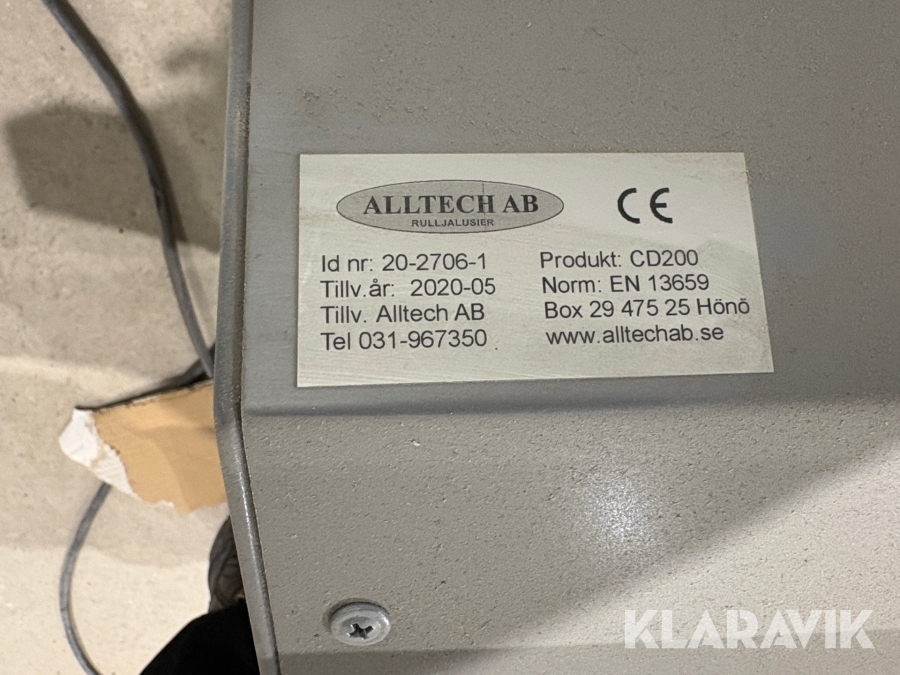 ALLTECH AB
RULLJALUSIER
CE
Id nr: 20-2706-1
Tillv.år: 2020-05
Tillv. Alltech AB
Tel 031-967350
Produkt: CD200
Norm: EN 13659
Box 29 475 25 Hönö
www.alltechab.se
KLARAVIK